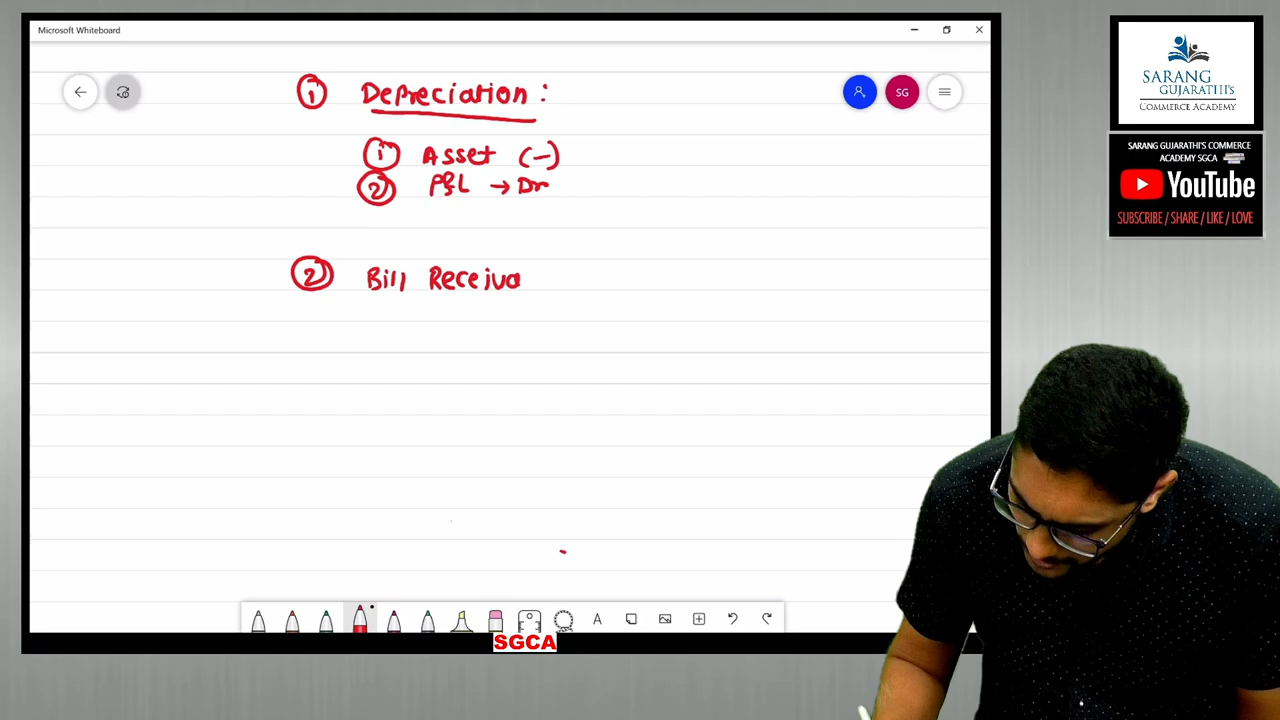 Microsoft Whiteboard
① Depreciation :
① Asset (-)
② P&L → Dr
② Bill Receiva
SG
SARANG
GUJARATHI'S
COMMERCE ACADEMY
SARANG GUJARATHI'S COMMERCE
ACADEMY SGCA
YouTube
SUBSCRIBE / SHARE / LIKE / LOVE
A
SGCA